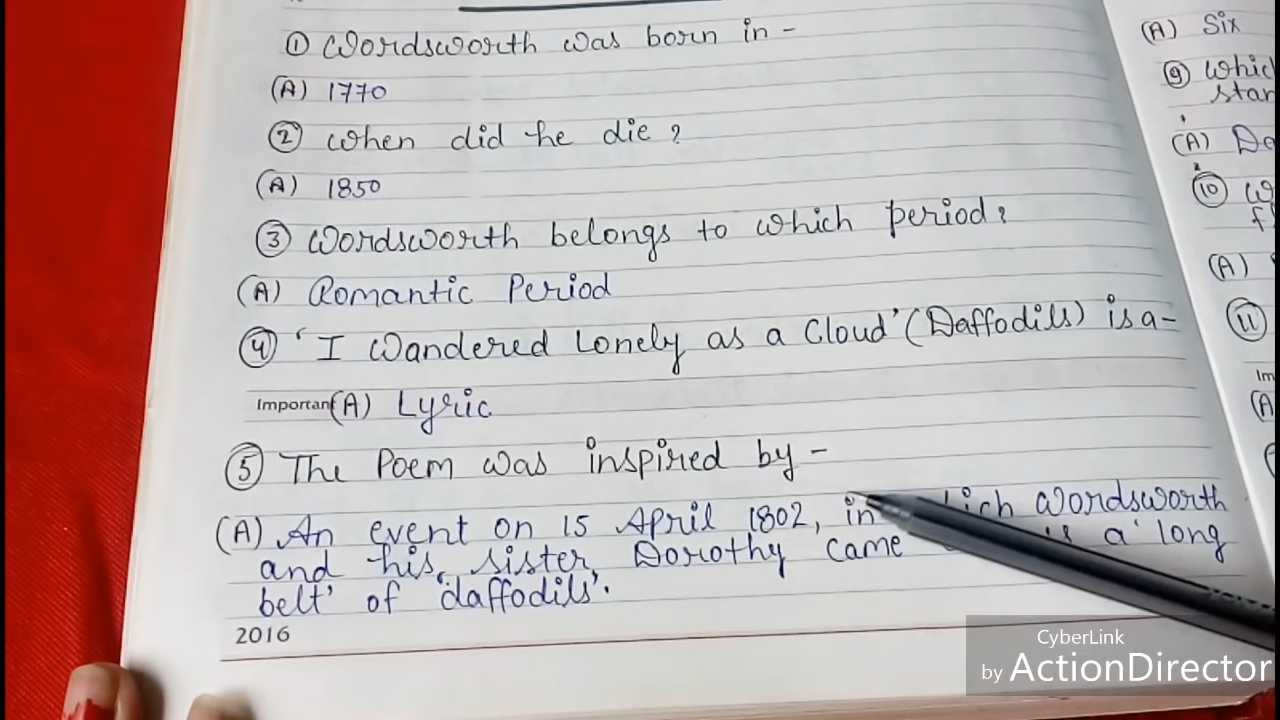 ① Wordsworth was born in -
(A) 1770
② When did he die?
(A) 1850
③ Wordsworth belongs to which period?
(A) Romantic Period
④ 'I Wandered Lonely as a Cloud' (Daffodils) is a-
Important (A) Lyric
⑤ The Poem was inspired by -
(A) An event on 15 April 1802, in Wordsworth
and his sister Dorothy came a 'long
belt' of 'daffodils'.
2016
(A) Six
⑨
star
(A)
⑩
(A)
⑪
(A)
CyberLink
by ActionDirector